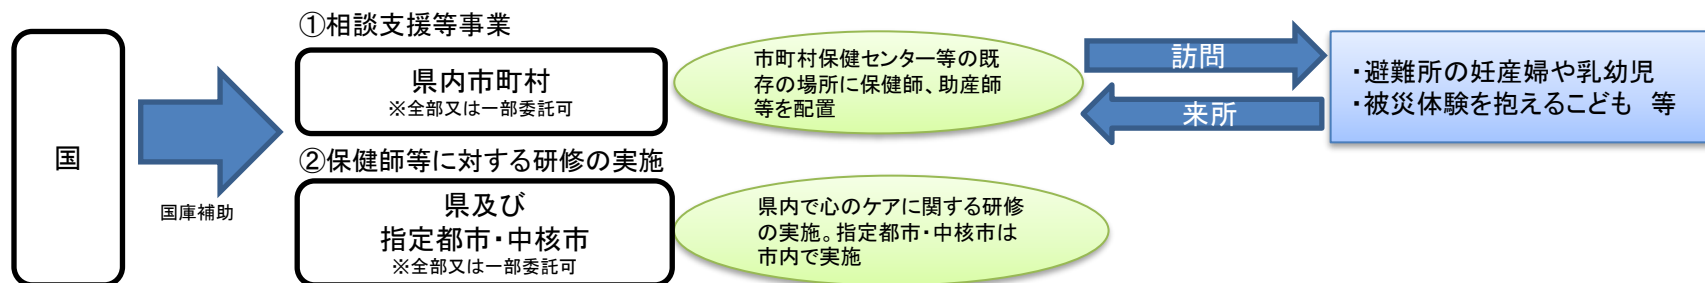 国
国庫補助
①相談支援等事業
県内市町村
※全部又は一部委託可
市町村保健センター等の既
存の場所に保健師、助産師
等を配置
訪問
来所
・避難所の妊産婦や乳幼児
・被災体験を抱えるこども　等
②保健師等に対する研修の実施
県及び
指定都市・中核市
※全部又は一部委託可
県内で心のケアに関する研修
の実施。指定都市・中核市は
市内で実施